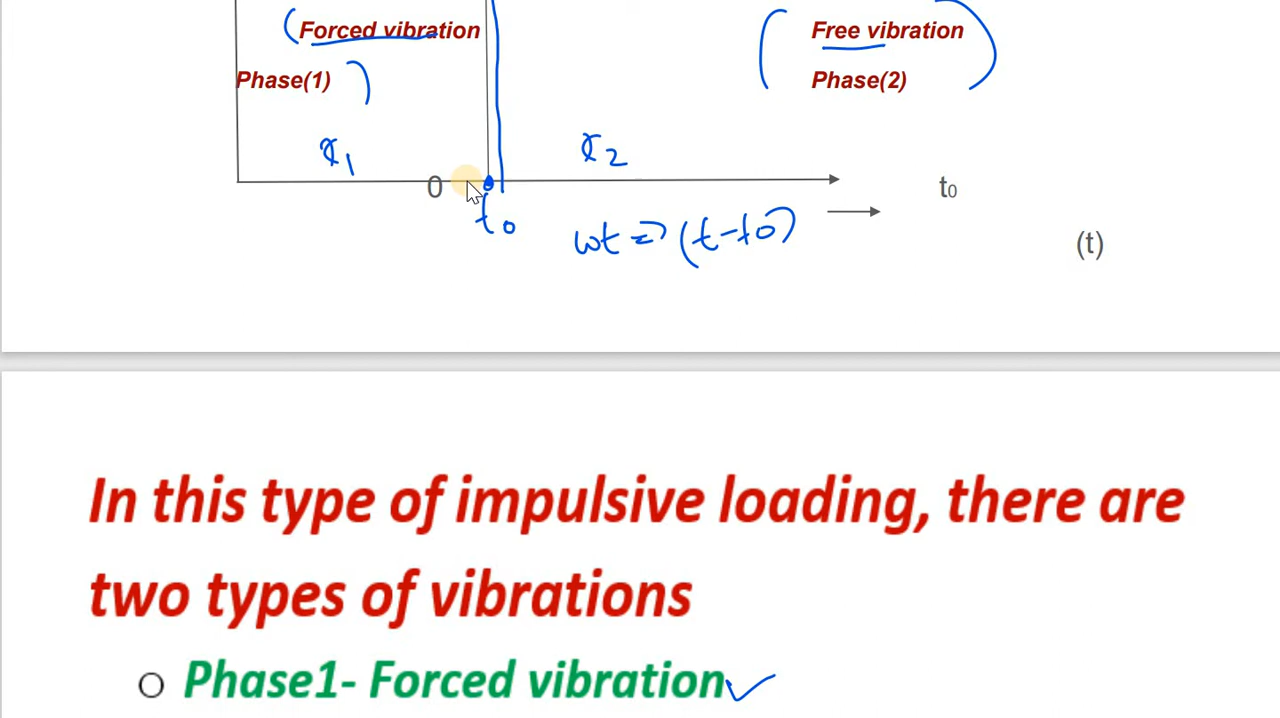 (Forced vibration
Free vibration
Phase(1) )
Phase(2)
x1
x2
0
t0
t0
wt => (t-t0)
(t)
In this type of impulsive loading, there are
two types of vibrations
O Phase1- Forced vibration